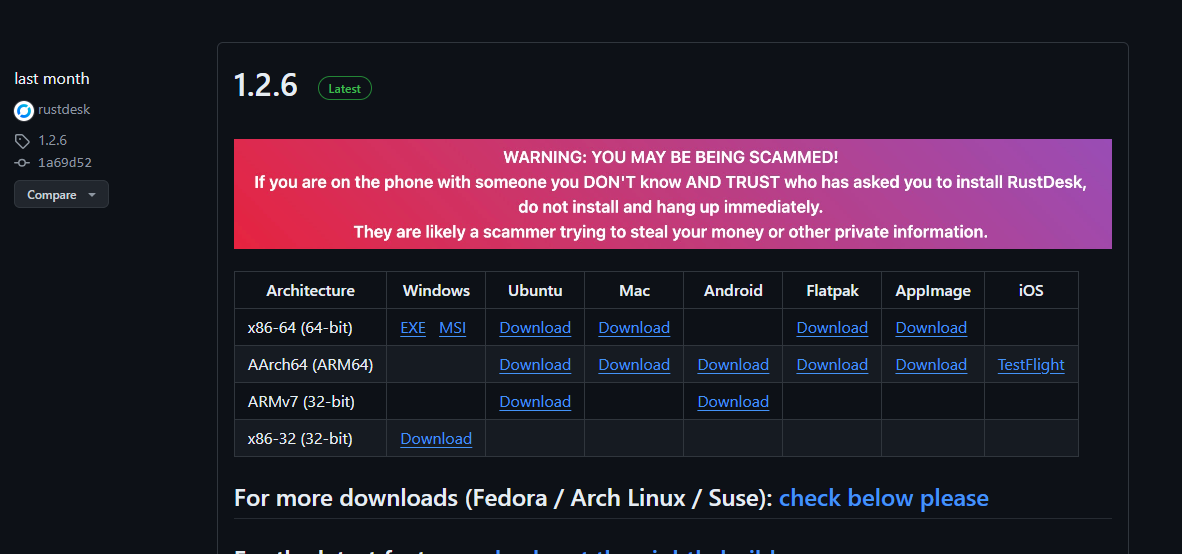 last month
rustdesk
1.2.6
1a69d52
Compare
1.2.6 Latest
WARNING: YOU MAY BE BEING SCAMMED!
If you are on the phone with someone you DON'T know AND TRUST who has asked you to install RustDesk,
do not install and hang up immediately.
They are likely a scammer trying to steal your money or other private information.
Architecture Windows Ubuntu Mac Android Flatpak AppImage iOS
x86-64 (64-bit) EXE MSI Download Download Download Download
AArch64 (ARM64) Download Download Download Download Download TestFlight
ARMv7 (32-bit) Download Download
x86-32 (32-bit) Download
For more downloads (Fedora / Arch Linux / Suse): check below please